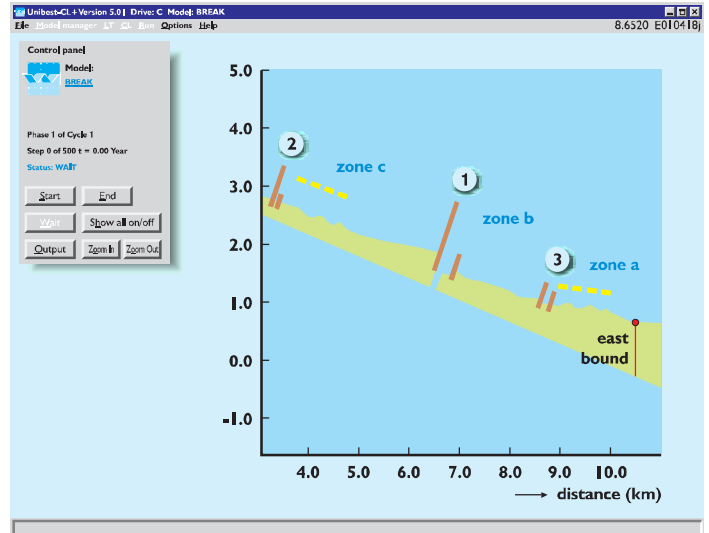 Unibest-CL+Version 5.01 Drive: C Model: BREAK
File Model manager LT CL Run Options Help
8.6520 E010418j
Control panel
Model:
BREAK
Phase 1 of Cycle 1
Step 0 of 500 t = 0.00 Year
Status: WAIT
Start End
Wait Show all on/off
Output Zoom In Zoom Out
5.0
4.0
3.0
2.0
1.0
0.0
-1.0
2
zone c
1
zone b
3
zone a
east
bound
4.0 5.0 6.0 7.0 8.0 9.0 10.0
distance (km)